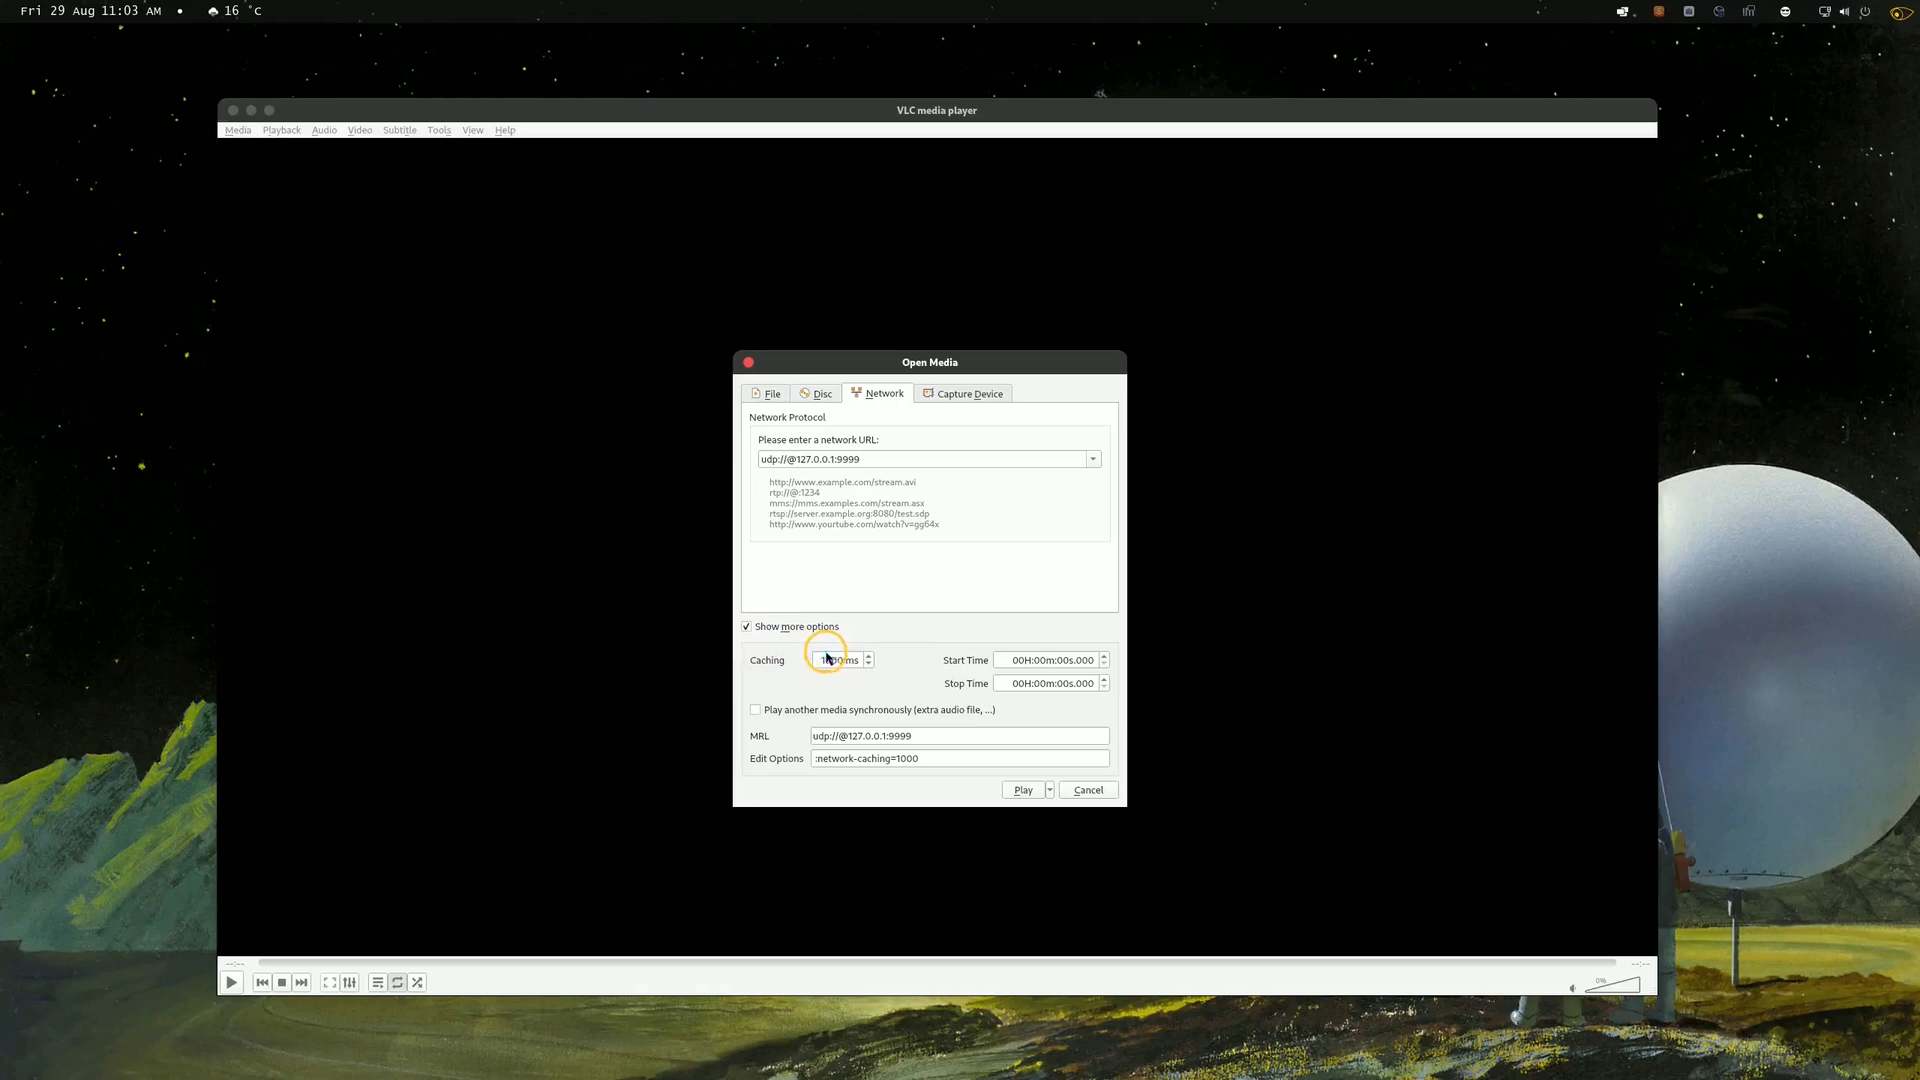 Fri 29 Aug 11:03 AM • 16 °C
VLC media player
Media Playback Audio Video Subtitle Tools View Help
Open Media
File Disc Network Capture Device
Network Protocol
Please enter a network URL:
udp://@127.0.0.1:9999
http://www.example.com/stream.avi
rtp://@:1234
mms://mms.examples.com/stream.asx
rtsp://server.example.org:8080/test.sdp
http://www.yourtube.com/watch?v=gg64x
Show more options
Caching 1000 ms Start Time 00H:00m:00s.000
Stop Time 00H:00m:00s.000
Play another media synchronously (extra audio file, ...)
MRL udp://@127.0.0.1:9999
Edit Options :network-caching=1000
Play Cancel
--:-- --:--
0%